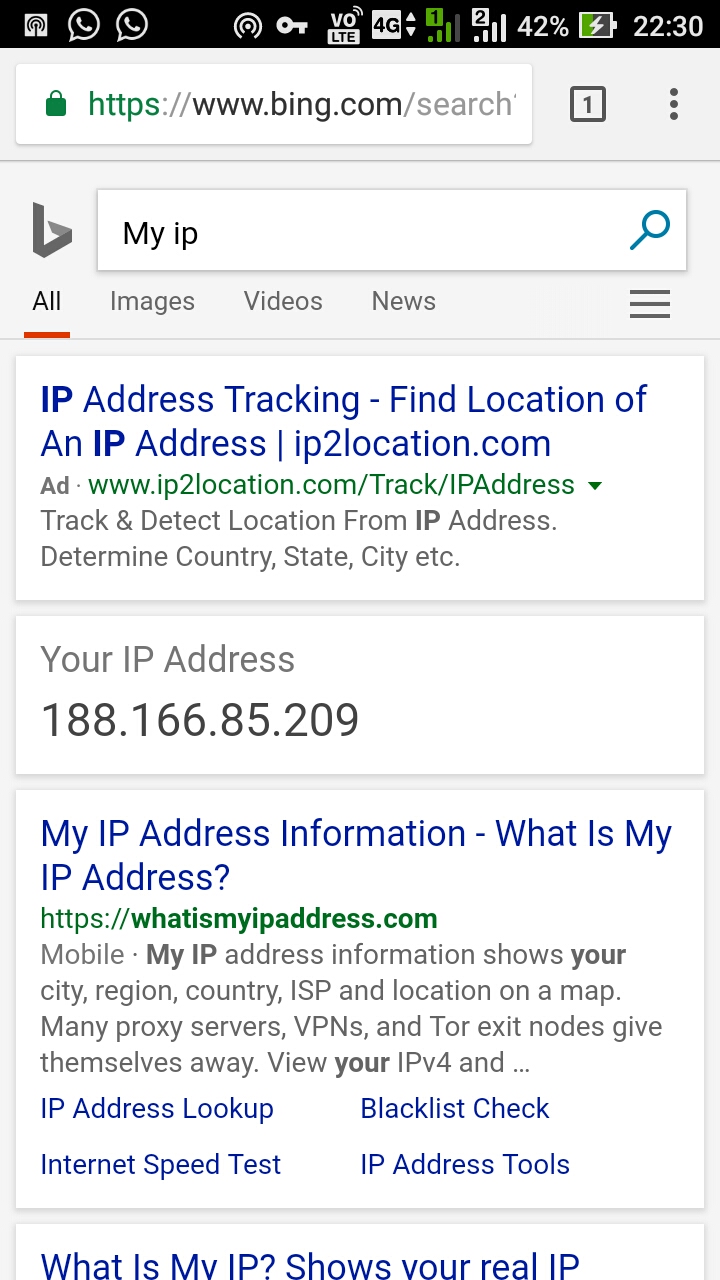 VO LTE 4G 1 2 42% 22:30
https://www.bing.com/search? 1
My ip
All Images Videos News
IP Address Tracking - Find Location of
An IP Address | ip2location.com
Ad · www.ip2location.com/Track/IPAddress
Track & Detect Location From IP Address.
Determine Country, State, City etc.
Your IP Address
188.166.85.209
My IP Address Information - What Is My
IP Address?
https://whatismyipaddress.com
Mobile · My IP address information shows your
city, region, country, ISP and location on a map.
Many proxy servers, VPNs, and Tor exit nodes give
themselves away. View your IPv4 and ...
IP Address Lookup Blacklist Check
Internet Speed Test IP Address Tools
What Is My IP? Shows your real IP